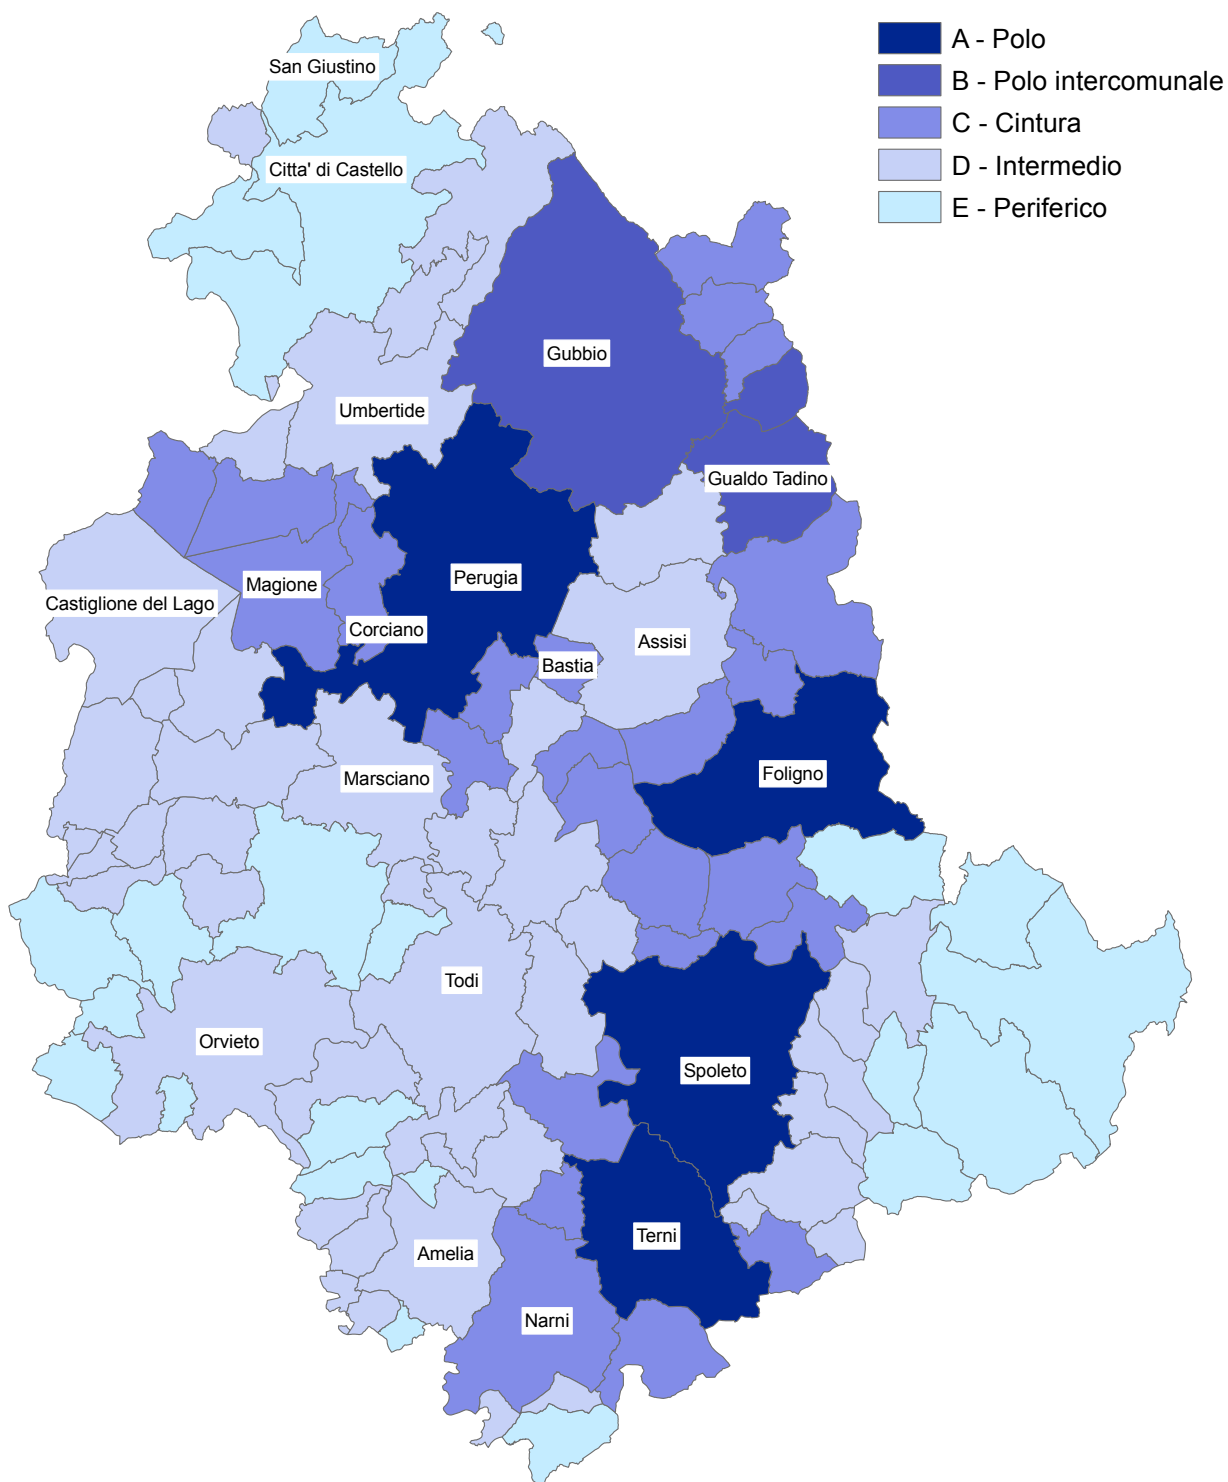 A - Polo
B - Polo intercomunale
C - Cintura
D - Intermedio
E - Periferico
San Giustino
Citta' di Castello
Gubbio
Umbertide
Gualdo Tadino
Perugia
Magione
Castiglione del Lago
Corciano
Assisi
Bastia
Foligno
Marsciano
Todi
Orvieto
Spoleto
Terni
Amelia
Narni